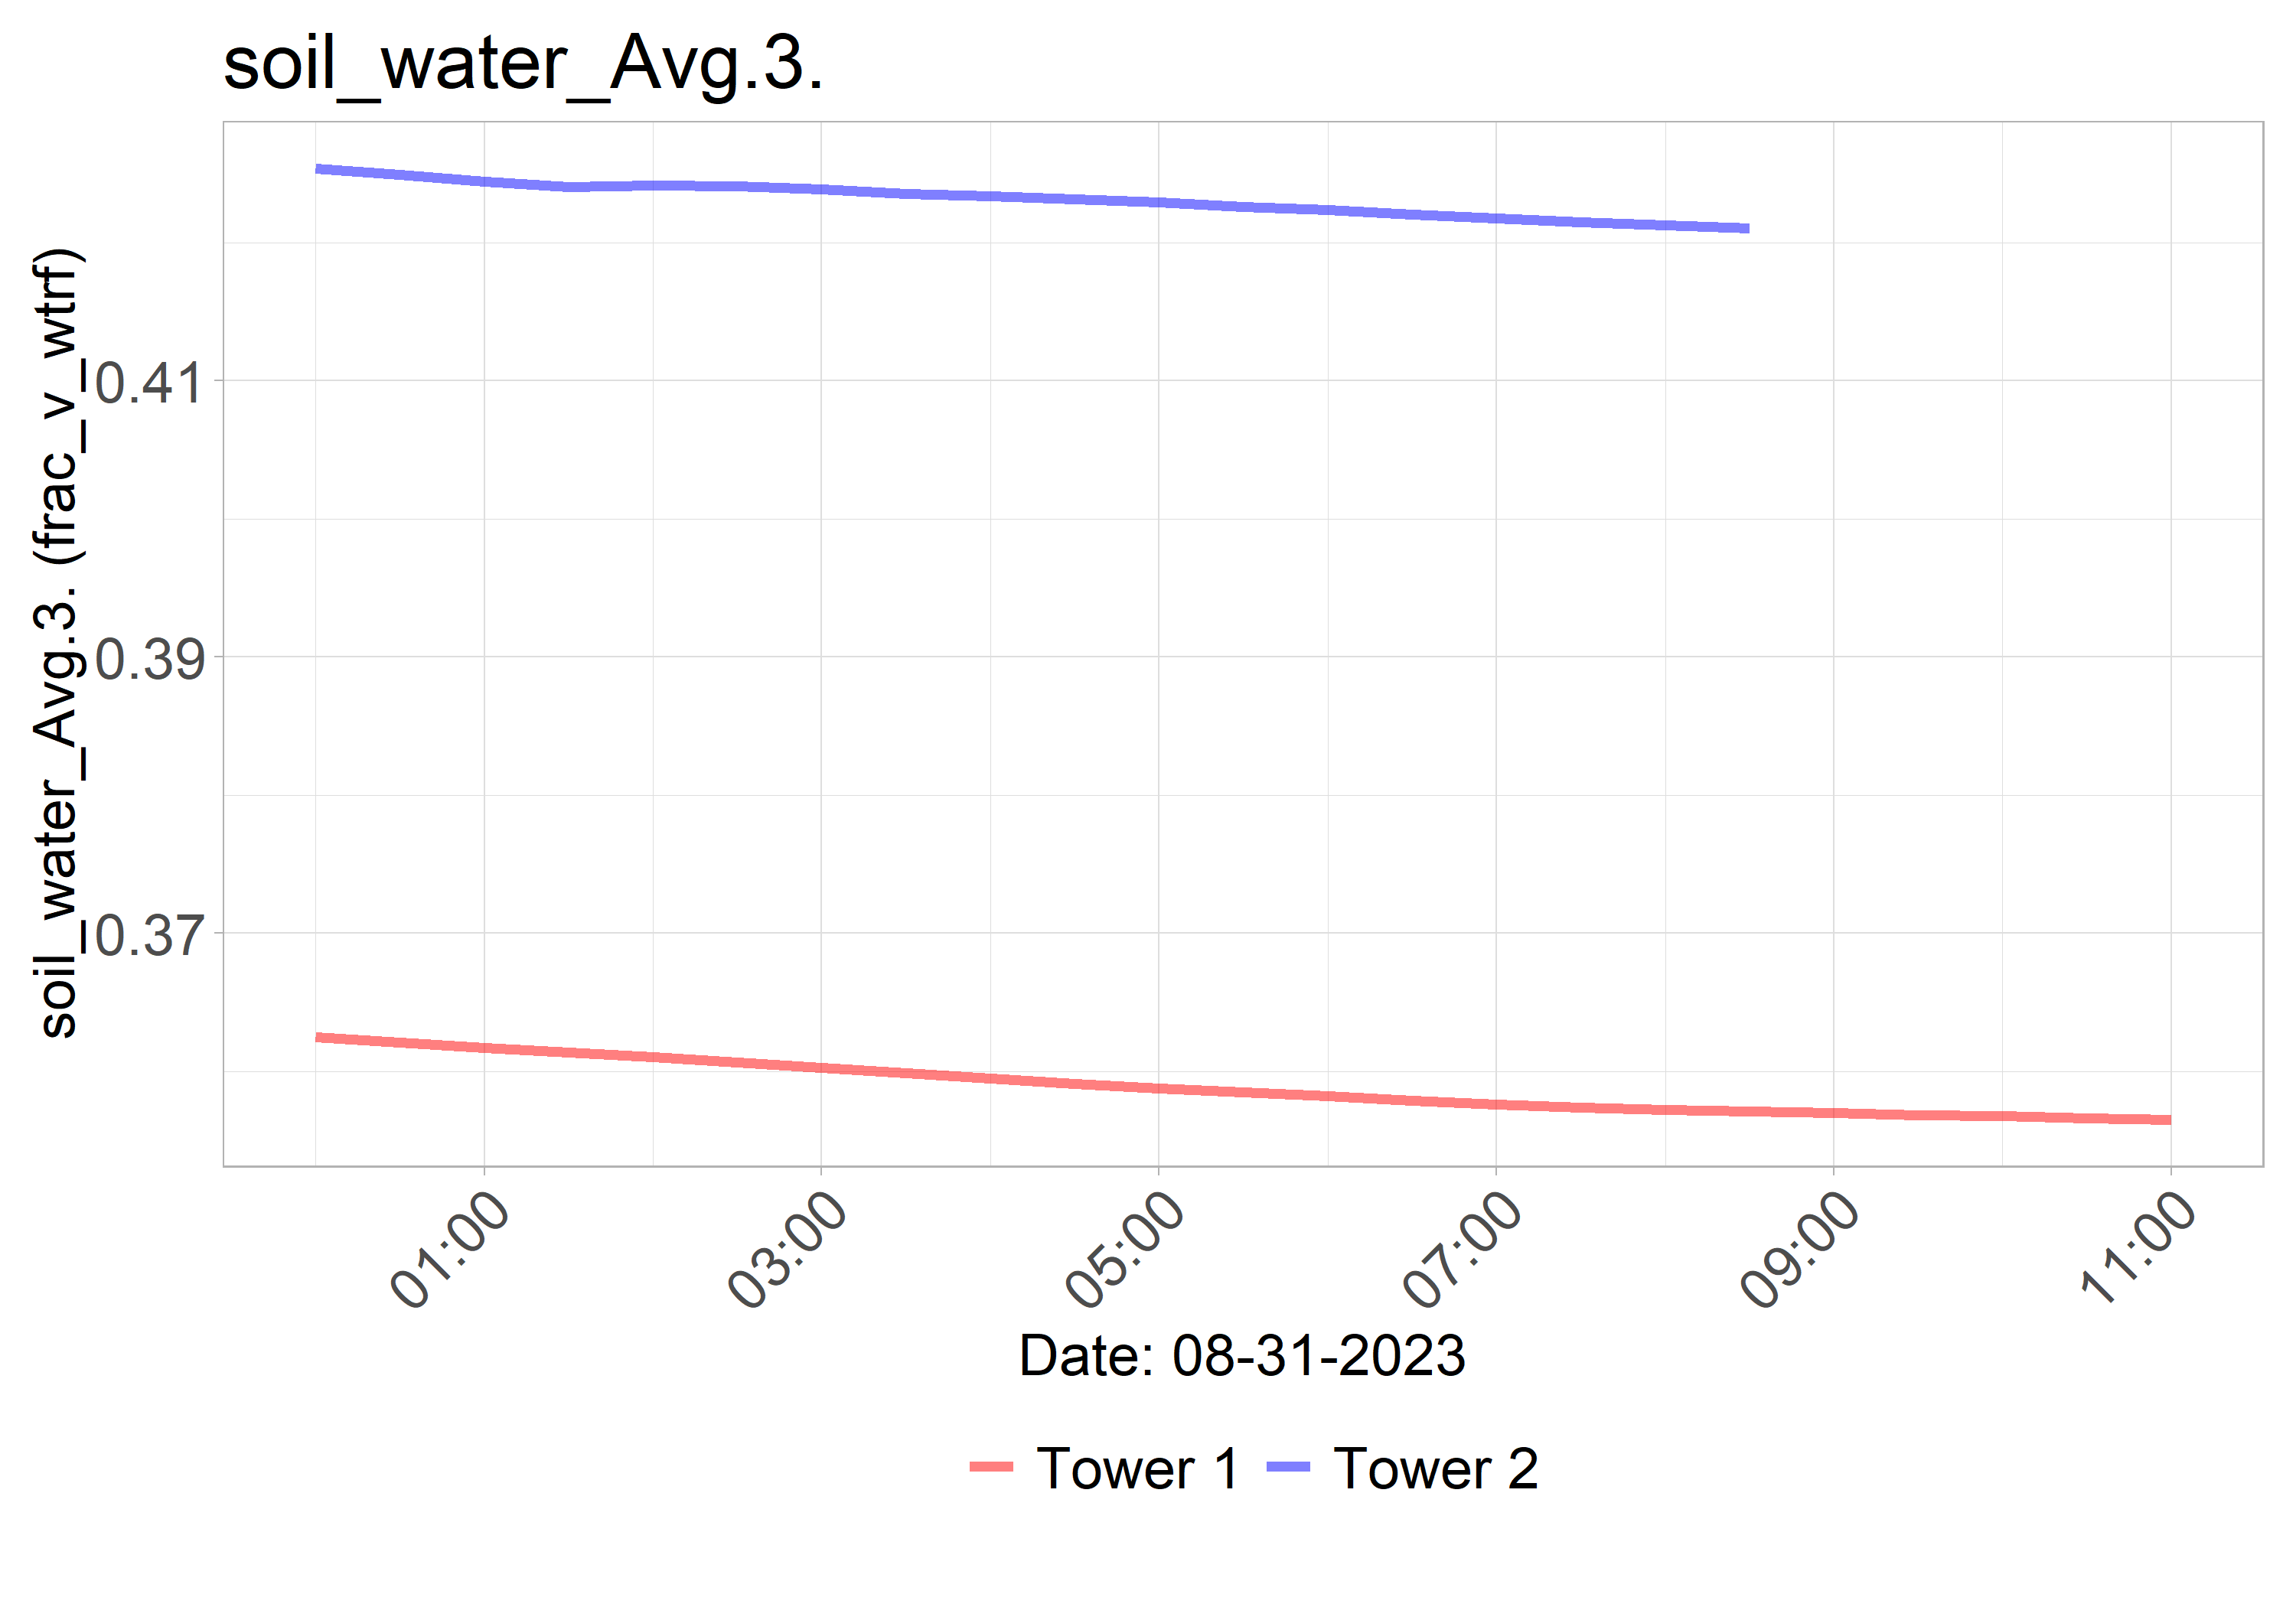 soil_water_Avg.3.
soil_water_Avg.3. (frac_v_wtrf)
0.41
0.39
0.37
01:00
03:00
05:00
07:00
09:00
11:00
Date: 08-31-2023
Tower 1
Tower 2